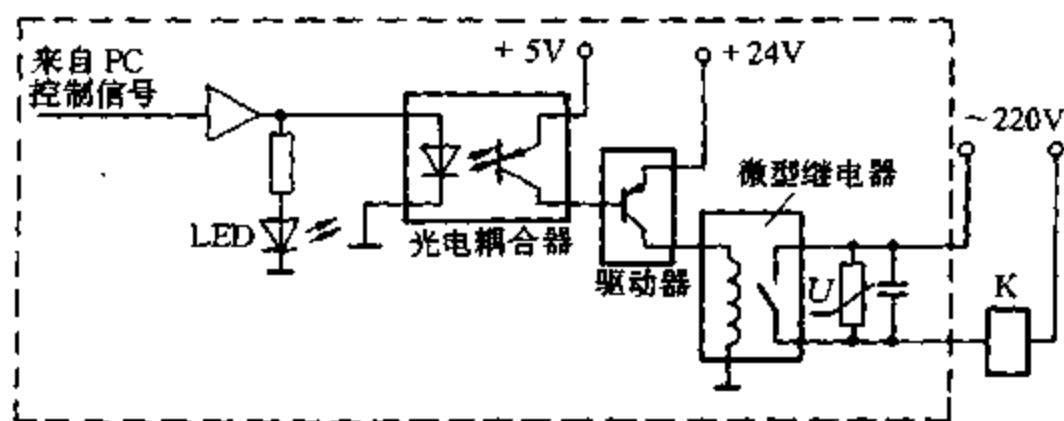 来自 PC
控制信号
+ 5V
+ 24V
~ 220V
微型继电器
LED
光电耦合器
驱动器
U
K